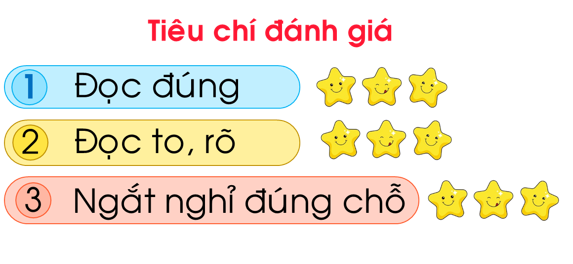 Tiêu chí đánh giá
1 Đọc đúng
2 Đọc to, rõ
3 Ngắt nghỉ đúng chỗ